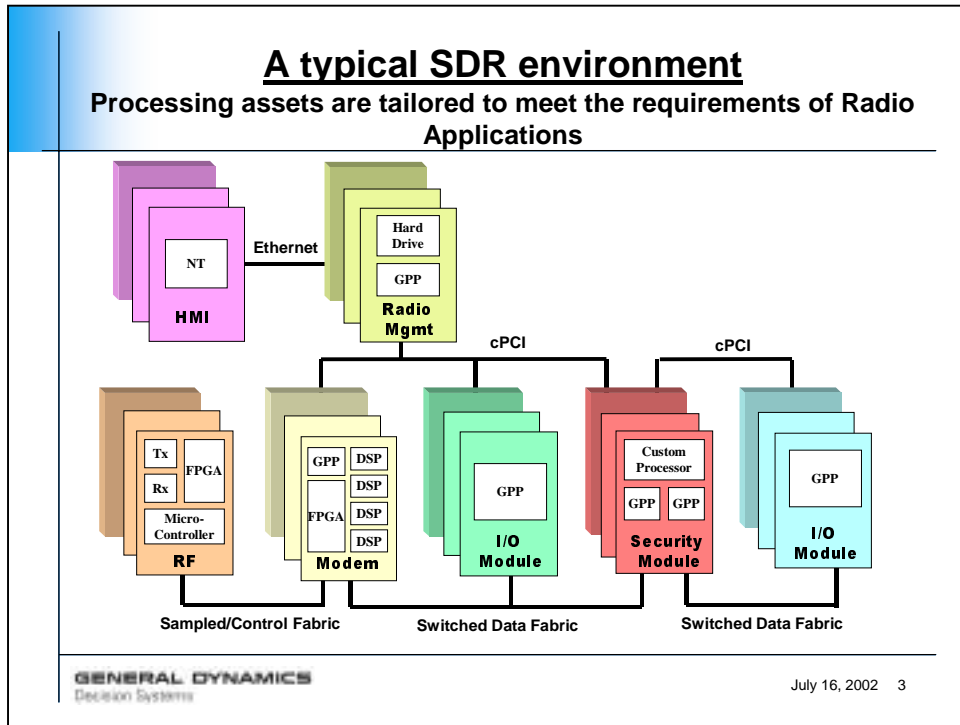 A typical SDR environment
Processing assets are tailored to meet the requirements of Radio
Applications
Ethernet
NT
HMI
Hard
Drive
GPP
Radio
Mgmt
cPCI
cPCI
Tx
Rx
FPGA
Micro-
Controller
RF
GPP
FPGA
DSP
DSP
DSP
DSP
Modem
GPP
I/O
Module
Custom
Processor
GPP GPP
Security
Module
GPP
I/O
Module
Sampled/Control Fabric
Switched Data Fabric
Switched Data Fabric
GENERAL DYNAMICS
Decision Systems
July 16, 2002 3